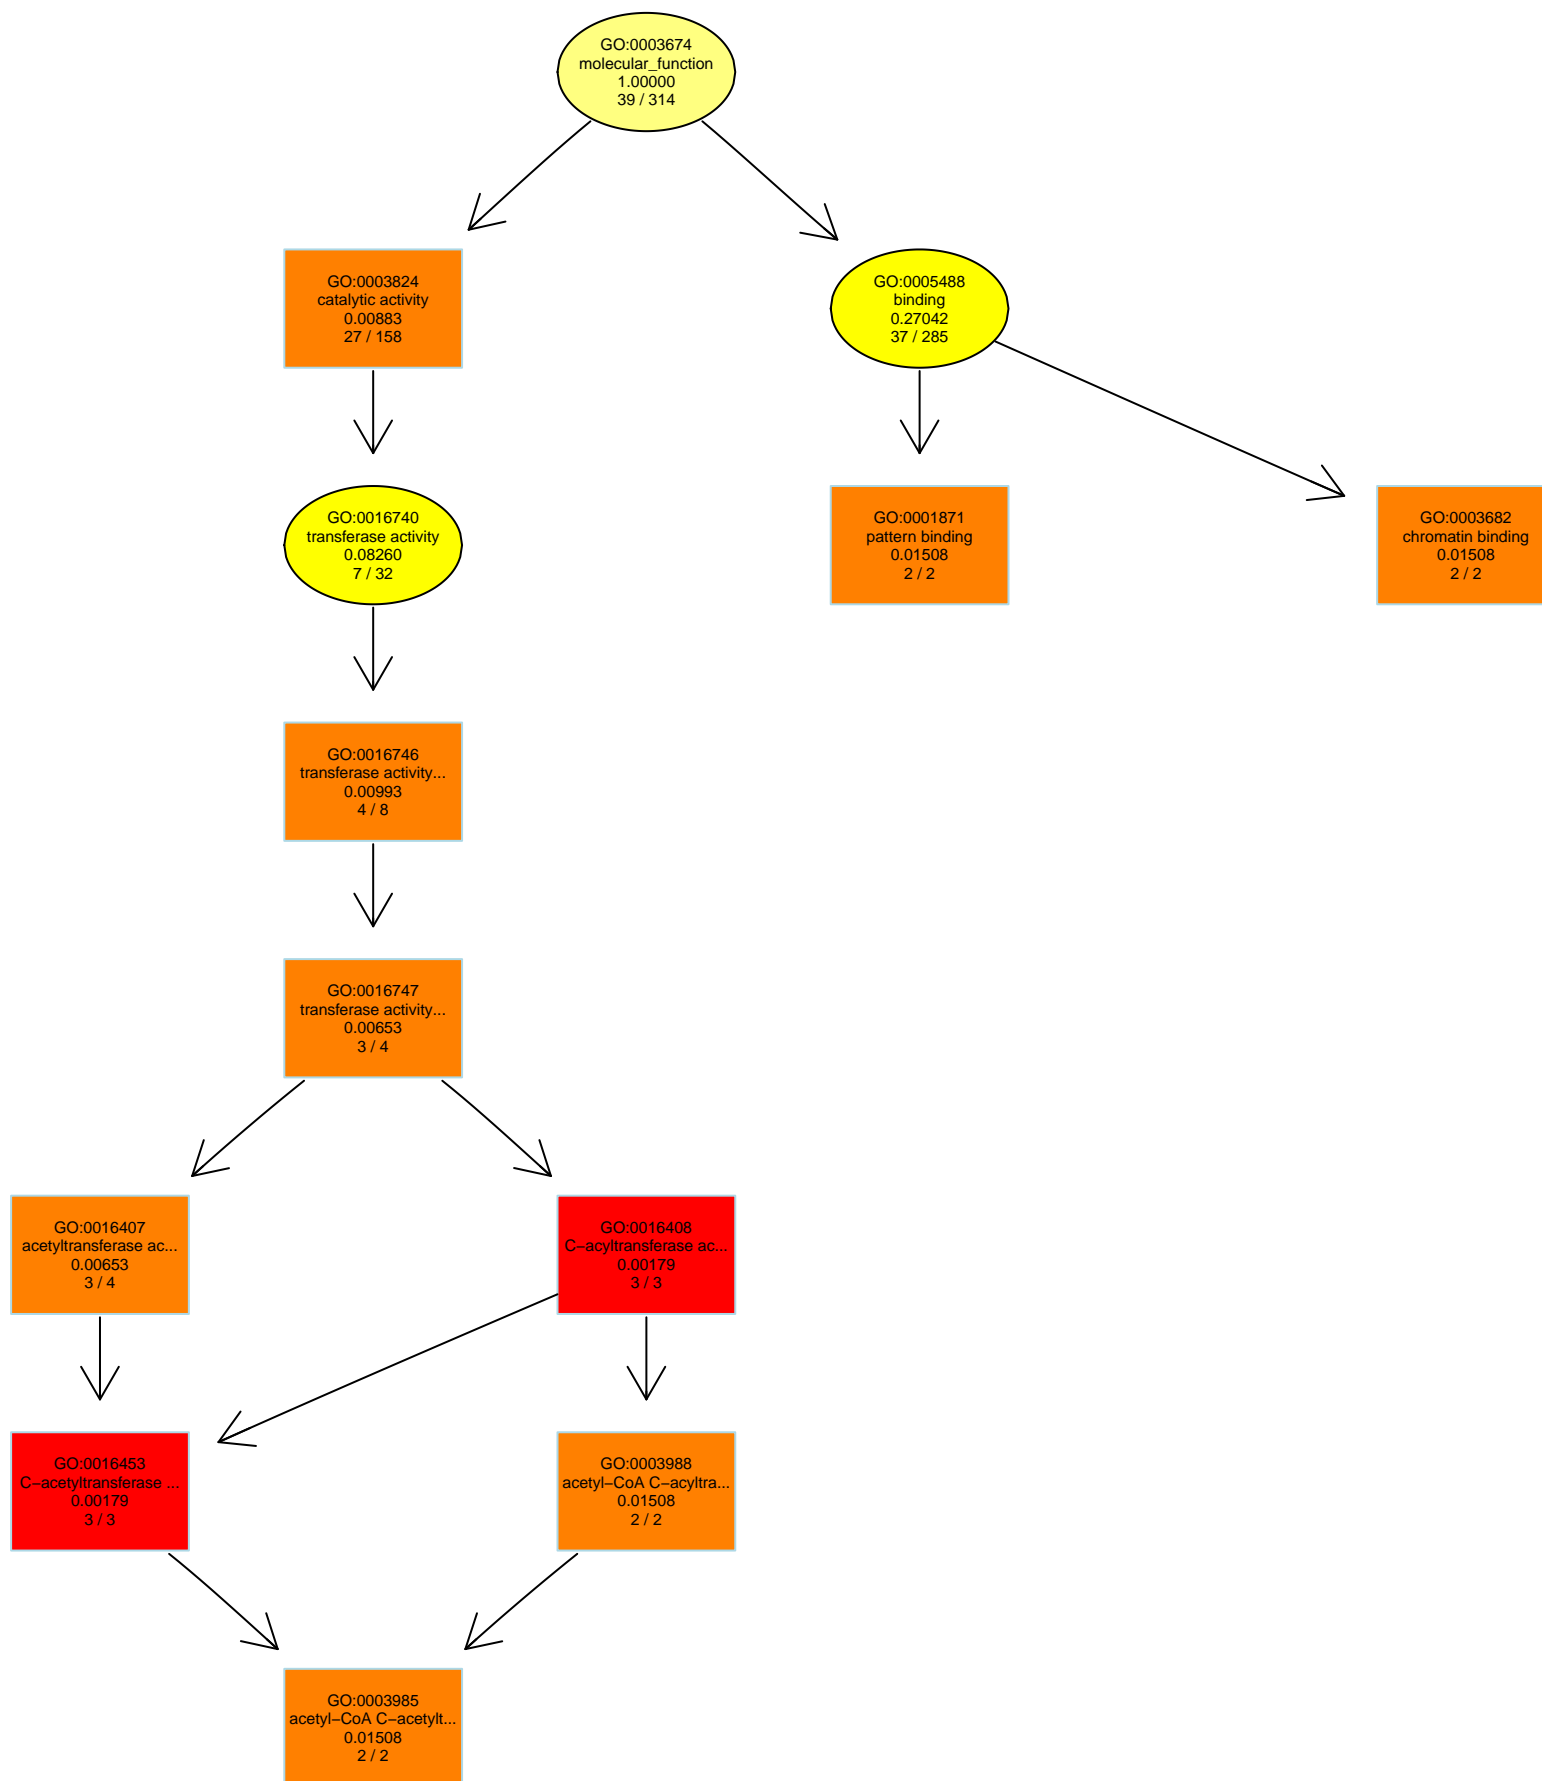 GO:0003674
molecular_function
1.00000
39 / 314
GO:0003824
catalytic activity
0.00883
27 / 158
GO:0005488
binding
0.27042
37 / 285
GO:0016740
transferase activity
0.08260
7 / 32
GO:0001871
pattern binding
0.01508
2 / 2
GO:0003682
chromatin binding
0.01508
2 / 2
GO:0016746
transferase activity...
0.00993
4 / 8
GO:0016747
transferase activity...
0.00653
3 / 4
GO:0016407
acetyltransferase ac...
0.00653
3 / 4
GO:0016408
C−acyltransferase ac...
0.00179
3 / 3
GO:0016453
C−acetyltransferase ...
0.00179
3 / 3
GO:0003988
acetyl−CoA C−acyltra...
0.01508
2 / 2
GO:0003985
acetyl−CoA C−acetylt...
0.01508
2 / 2